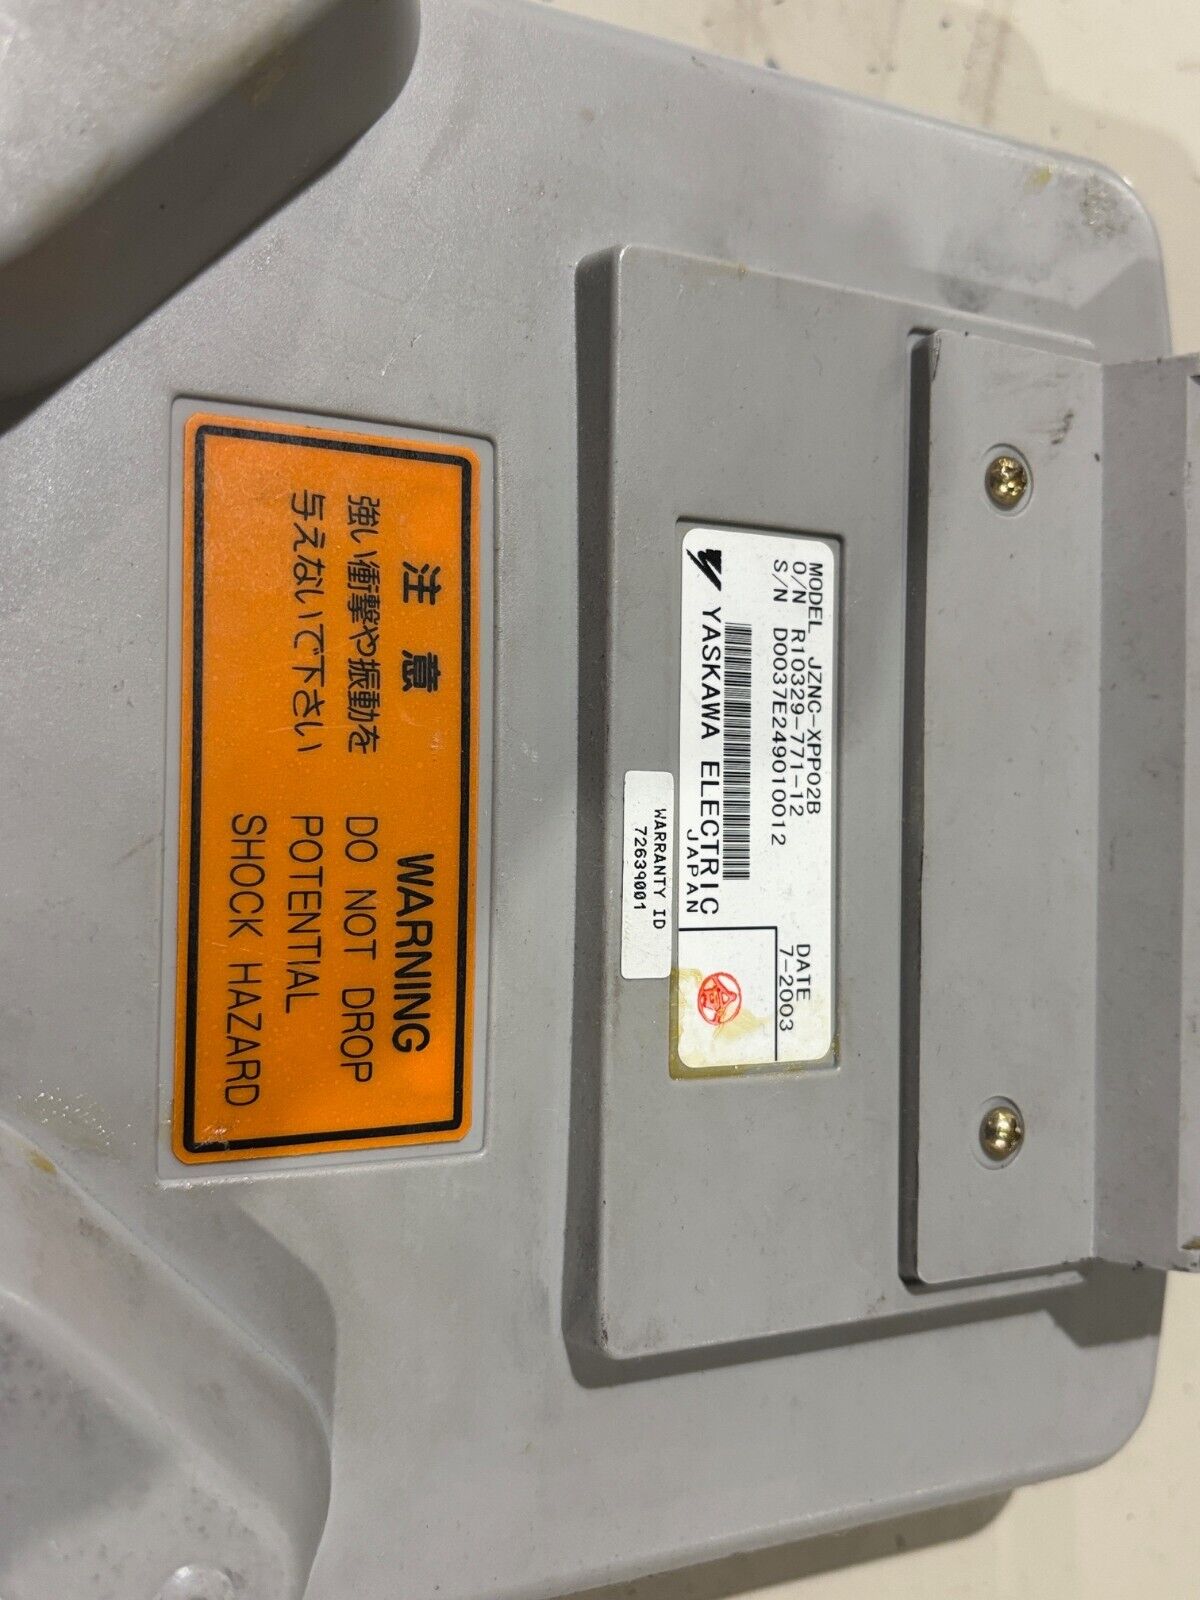 MODEL JZNC-XPP02B
O/N R10329-771-12
S/N D0037E249010012
YASKAWA ELECTRIC
JAPAN
DATE
7-2003
WARRANTY ID
72639001
注意
強い衝撃や振動を
与えないで下さい
WARNING
DO NOT DROP
POTENTIAL
SHOCK HAZARD